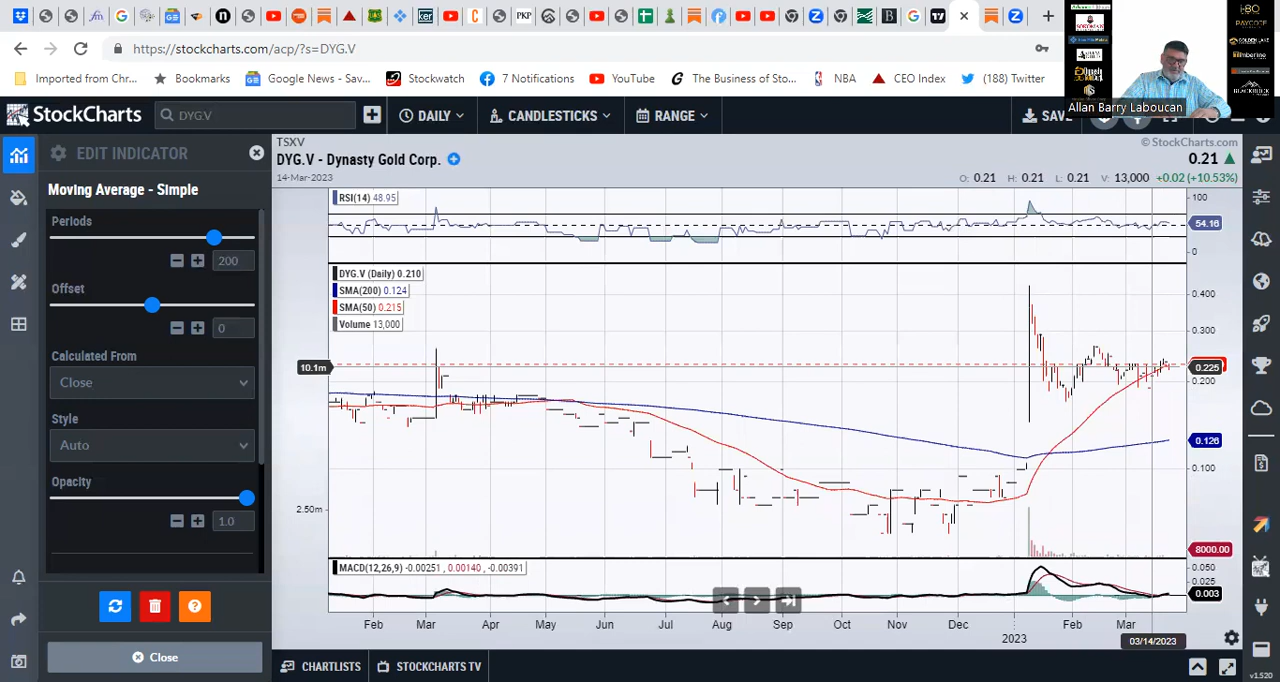 PKP
ker
B
https://stockcharts.com/acp/?s=DYG.V
Imported from Chr...
Bookmarks
Google News - Sav...
Stockwatch
7 Notifications
YouTube
The Business of Sto...
NBA
CEO Index
(188) Twitter
PAYCORE
Allan Barry Laboucan
StockCharts
DYG.V
DAILY
CANDLESTICKS
RANGE
SAVE
EDIT INDICATOR
Moving Average - Simple
Periods
200
Offset
0
Calculated From
Close
Style
Auto
Opacity
1.0
Close
TSXV
© StockCharts.com
DYG.V - Dynasty Gold Corp.
0.21
14-Mar-2023
O: 0.21 H: 0.21 L: 0.21 V: 13,000 +0.02 (+10.53%)
RSI(14) 48.95
100
54.16
0
DYG.V (Daily) 0.210
SMA(200) 0.124
SMA(50) 0.215
Volume 13,000
0.400
0.300
10.1m
0.225
0.200
0.126
0.100
2.50m
8000.00
MACD(12,26,9) -0.00251 , 0.00140 , -0.00391
0.050
0.025
0.003
Feb Mar Apr May Jun Jul Aug Sep Oct Nov Dec 2023 Feb Mar
03/14/2023
CHARTLISTS
STOCKCHARTS TV
v1.520